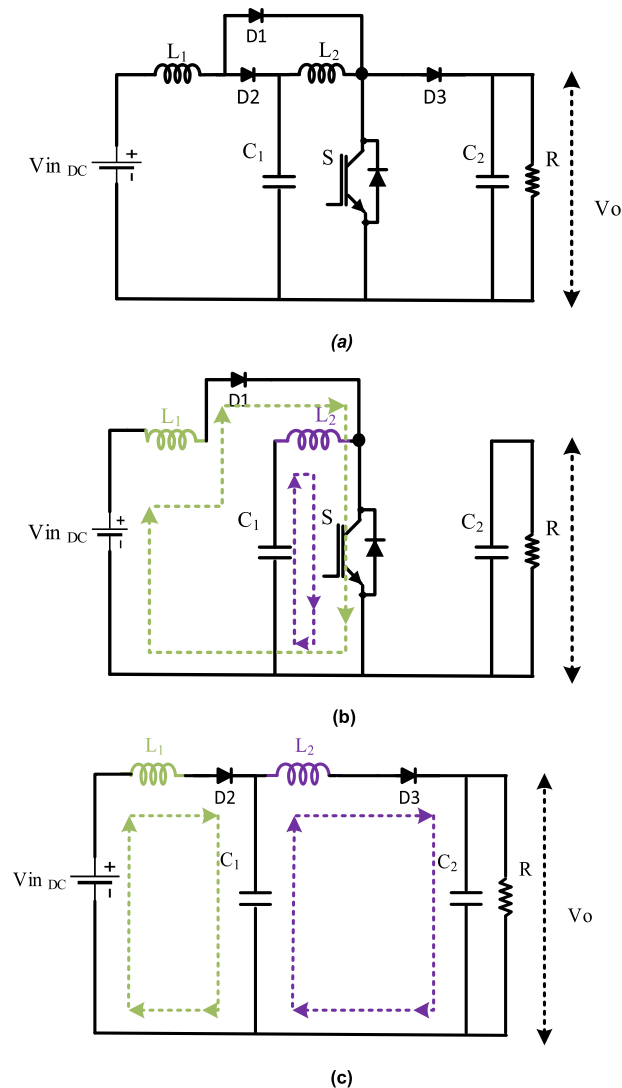 D1
L1
L2
D2
D3
Vin DC
+
-
C1
S
C2
R
Vo
(a)
D1
L1
L2
Vin DC
+
-
C1
S
C2
R
(b)
L1
L2
D2
D3
Vin DC
+
-
C1
C2
R
Vo
(c)